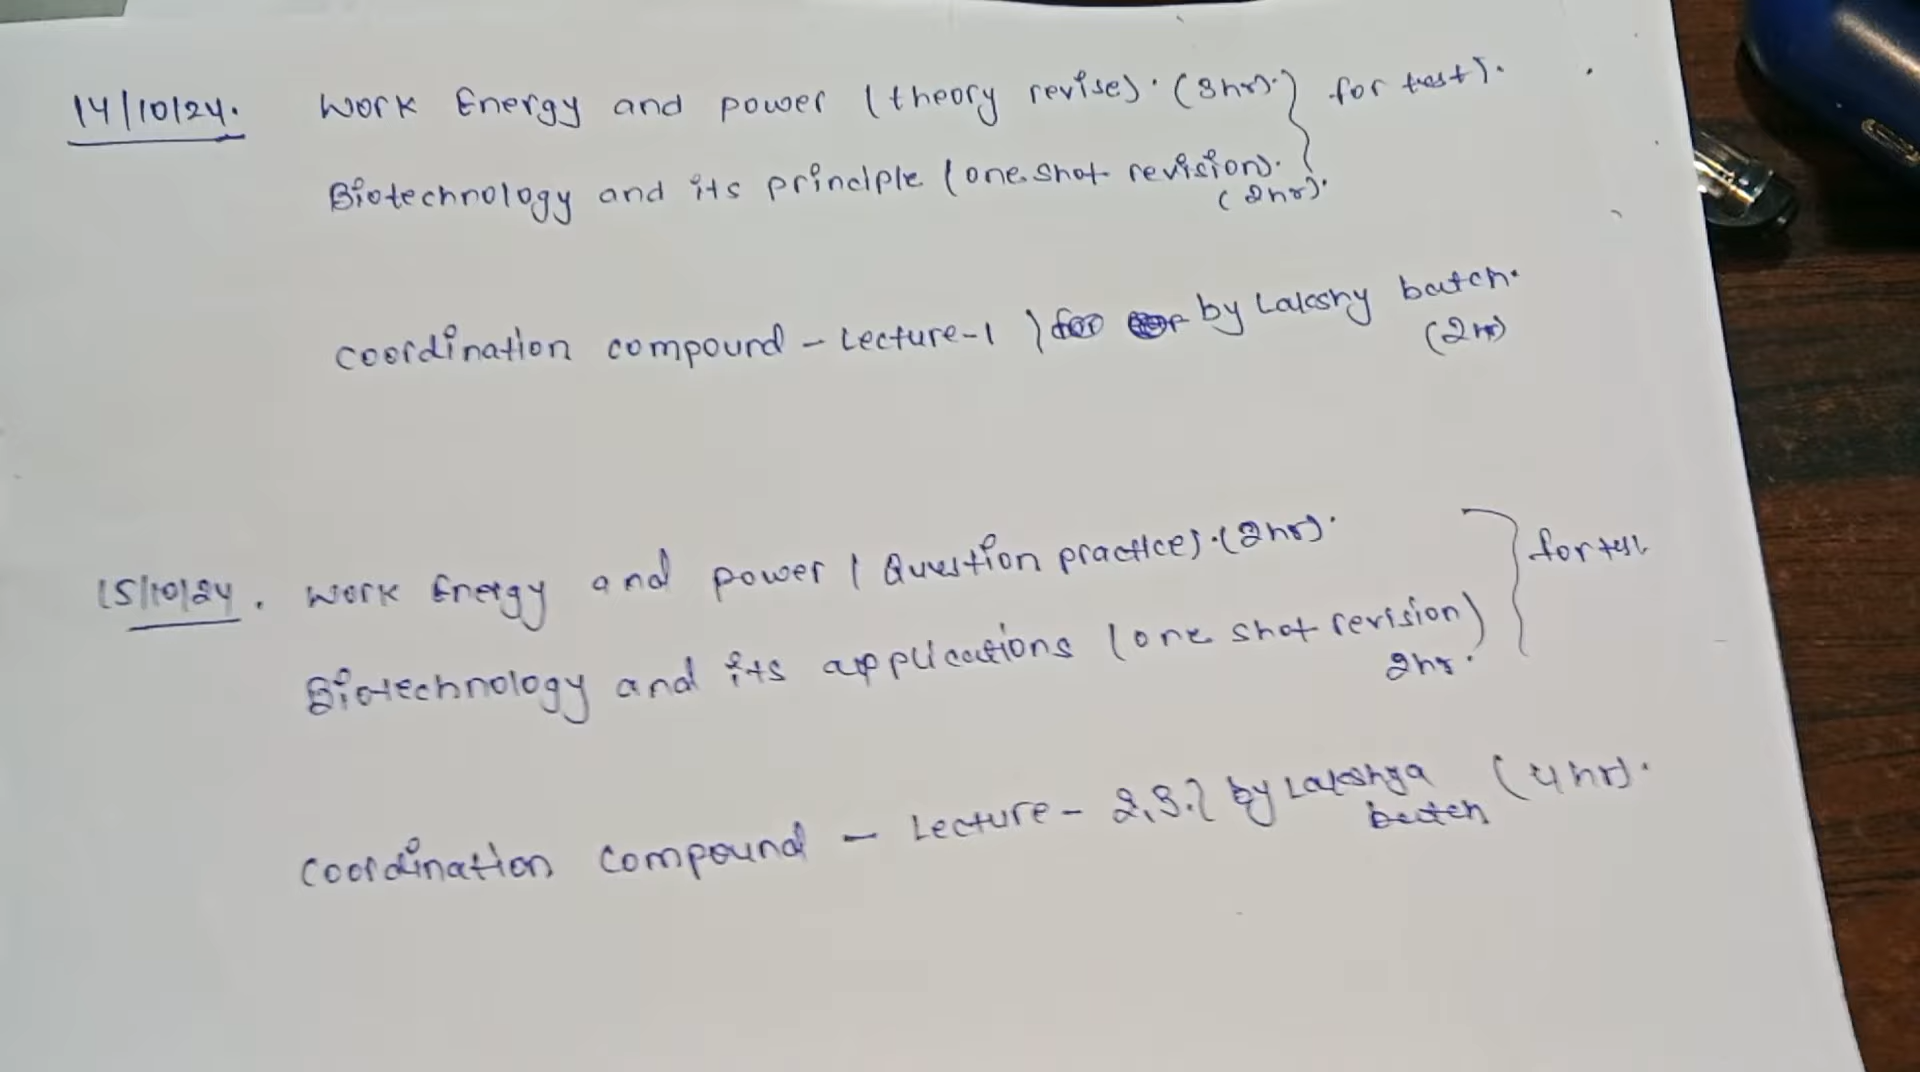 14/10/24. Work Energy and power (theory revise). (3hr).} for test).
Biotechnology and its principle (one shot revision).
(2hr).
Coordination compound - Lecture-1 } by Lakshy batch.
(2hr)
15/10/24. Work Energy and power (Question practice).(2hr).
for test
Biotechnology and its applications (one shot revision)
2hr.
Coordination compound - Lecture - 2,3.} by Lakshya (4hr).
batch